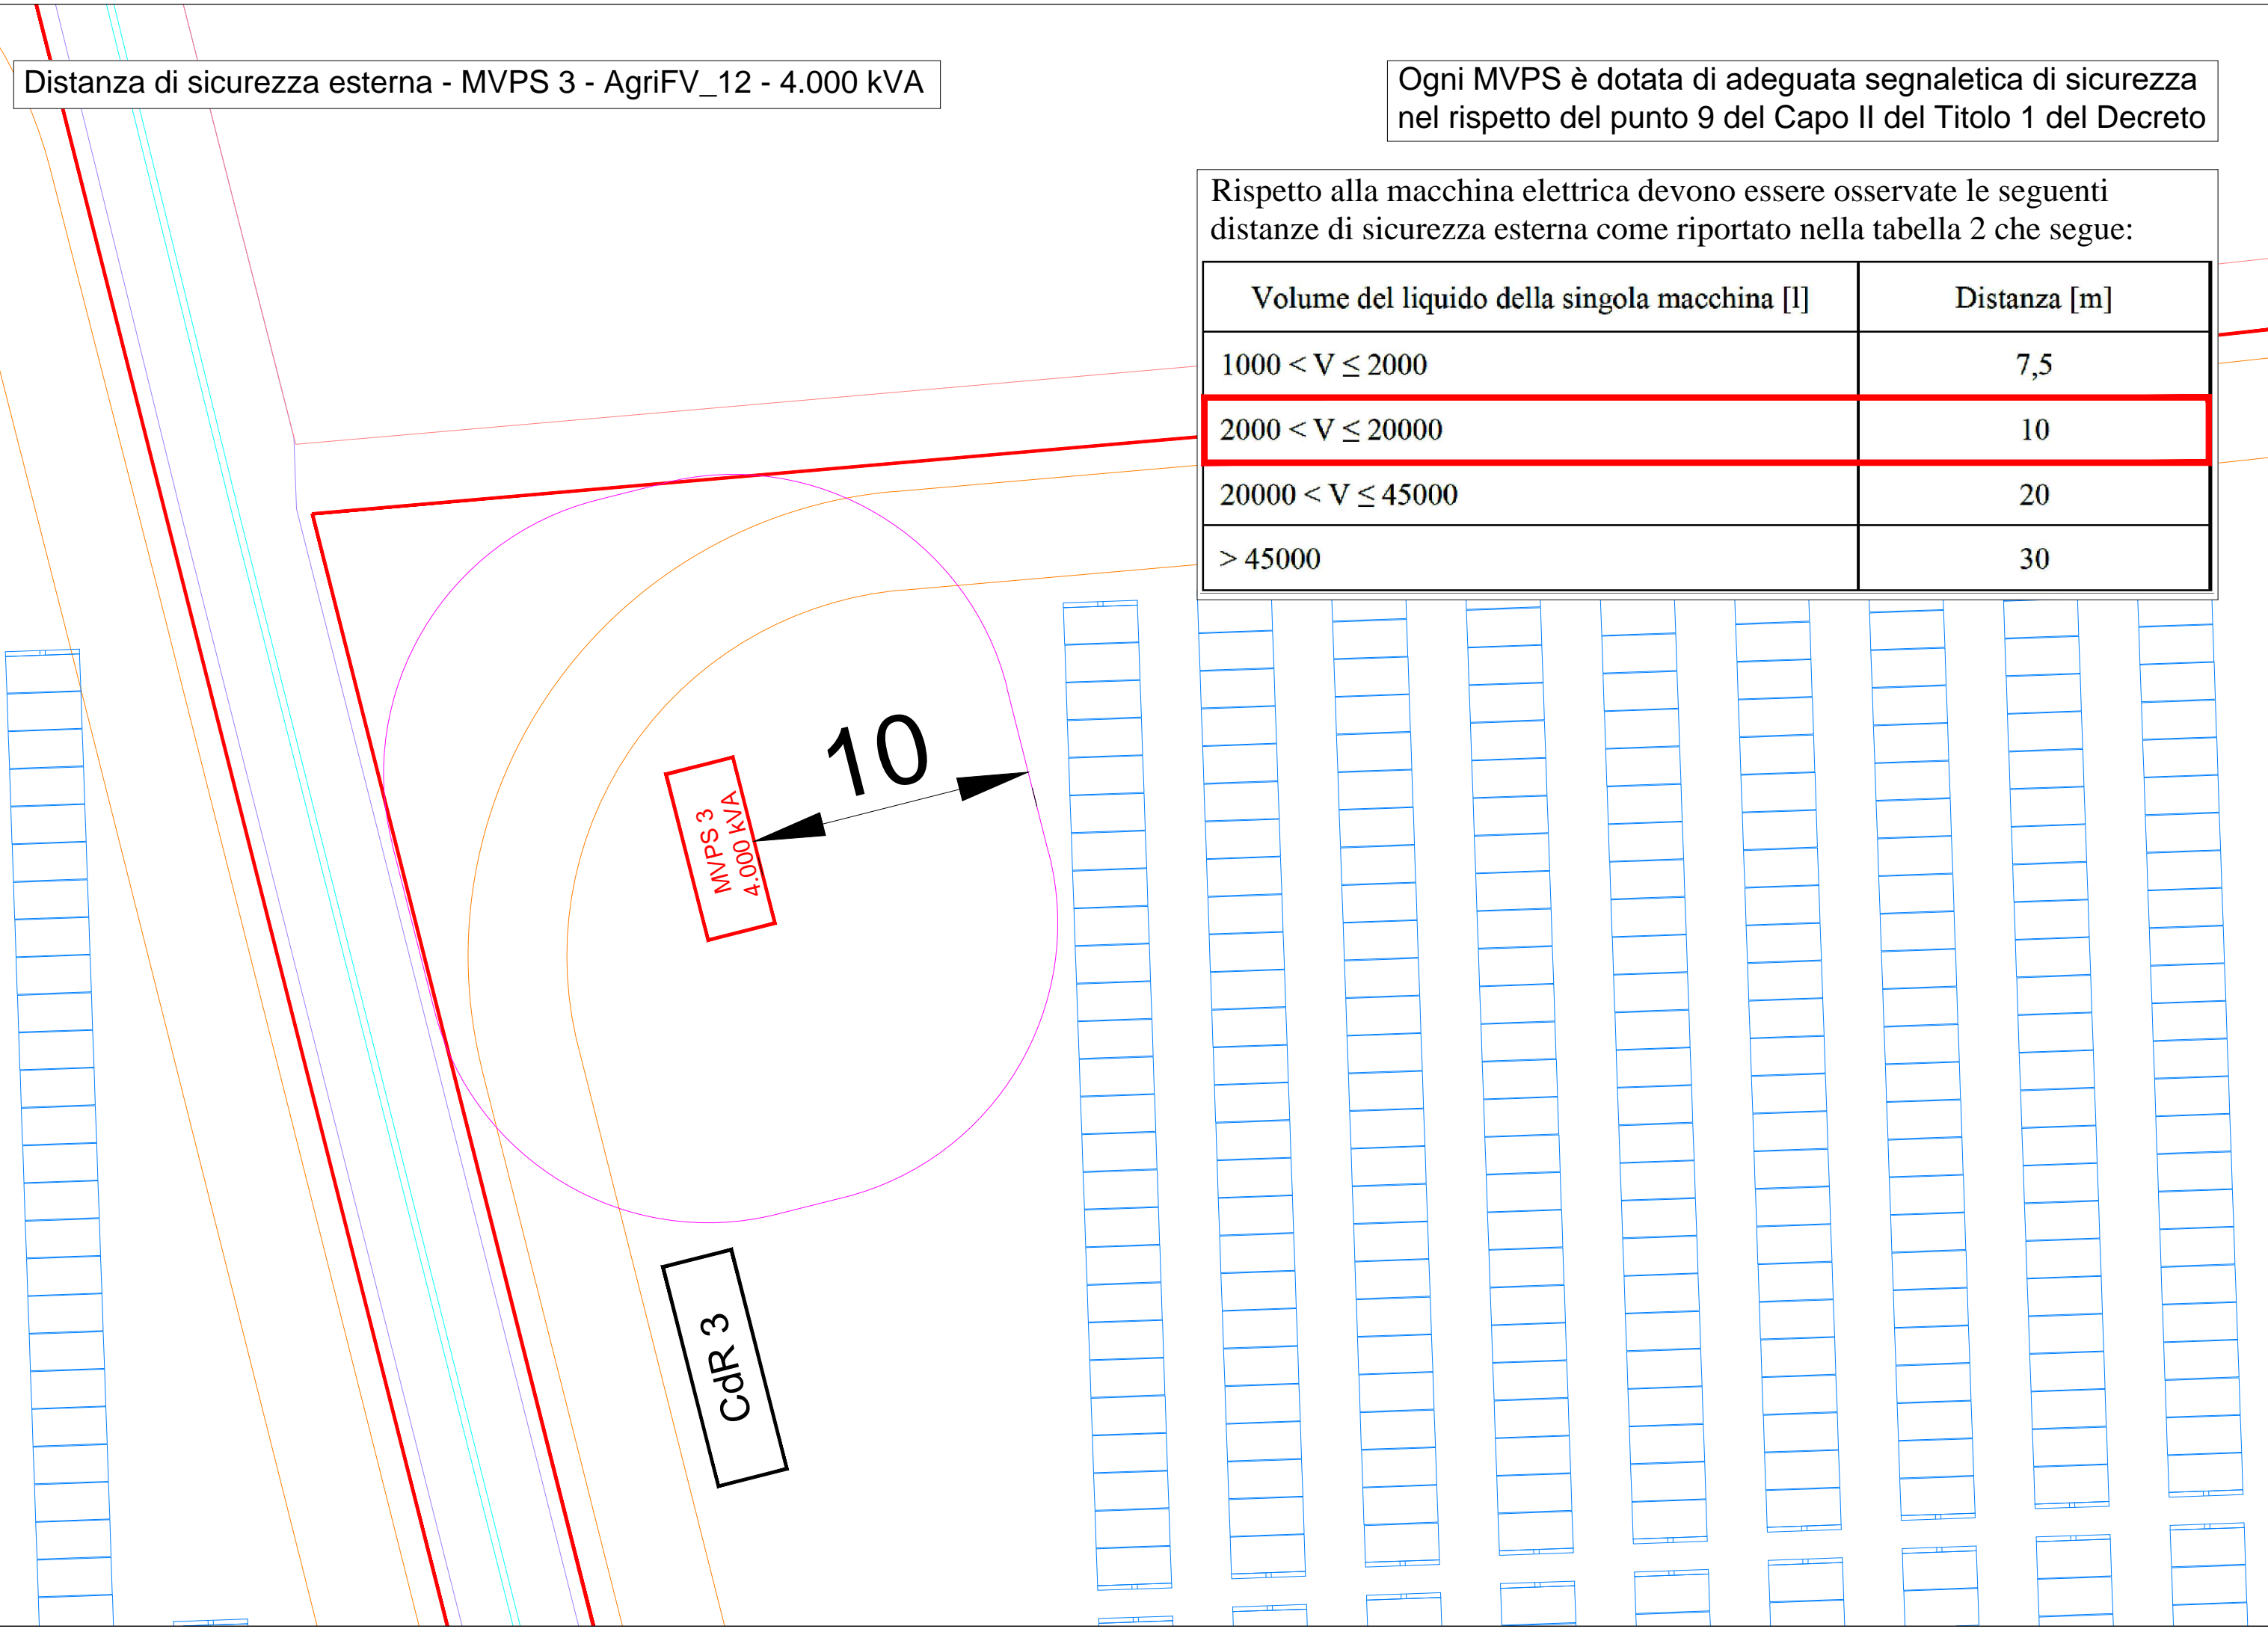 Distanza di sicurezza esterna - MVPS 3 - AgriFV_12 - 4.000 kVA
Ogni MVPS è dotata di adeguata segnaletica di sicurezza
nel rispetto del punto 9 del Capo II del Titolo 1 del Decreto
Rispetto alla macchina elettrica devono essere osservate le seguenti
distanze di sicurezza esterna come riportato nella tabella 2 che segue:
Volume del liquido della singola macchina [l] Distanza [m]
1000 < V ≤ 2000 7,5
2000 < V ≤ 20000 10
20000 < V ≤ 45000 20
> 45000 30
10
MVPS 3
4.000 kVA
CdR 3